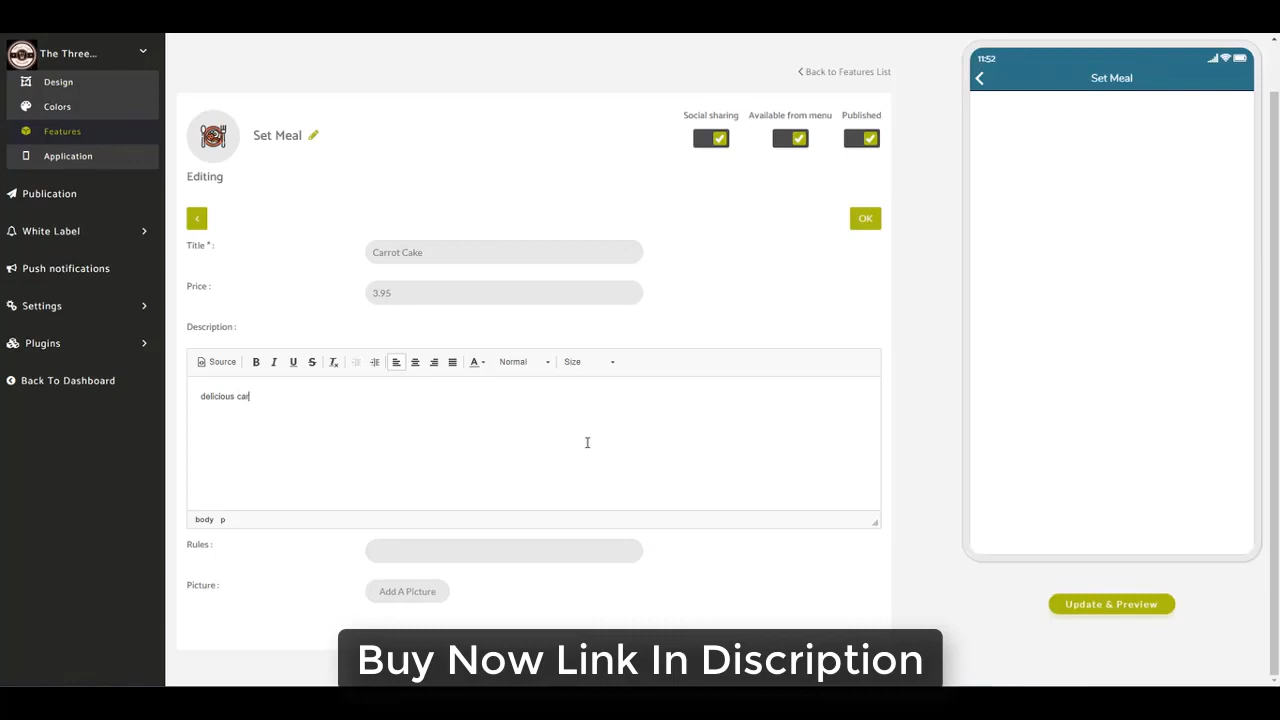 The Three...
Design
Colors
Features
Application
Publication
White Label
Push notifications
Settings
Plugins
Back To Dashboard
Back to Features List
Set Meal
Social sharing
Available from menu
Published
Editing
OK
Title * :
Carrot Cake
Price :
3.95
Description :
Source
B I U S Tx
A
Normal
Size
delicious car
body p
Rules :
Picture :
Add A Picture
11:52
Set Meal
Update & Preview
Buy Now Link In Discription